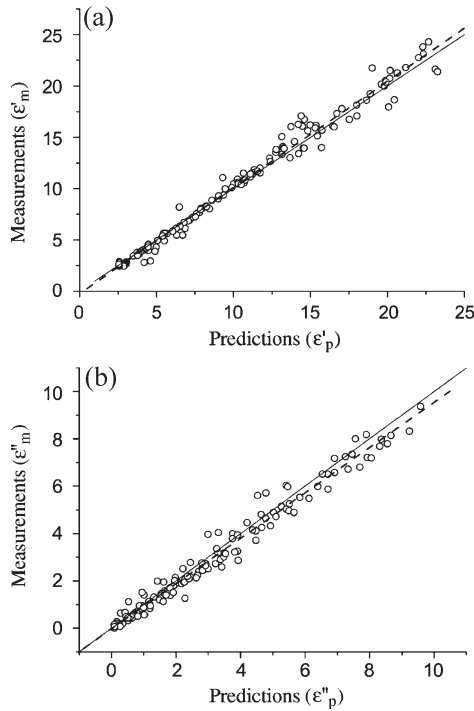 (a)
25
20
15
10
5
0
Measurements (ε'm)
0 5 10 15 20 25
Predictions (ε'p)
(b)
10
8
6
4
2
0
Measurements (ε"m)
0 2 4 6 8 10
Predictions (ε"p)